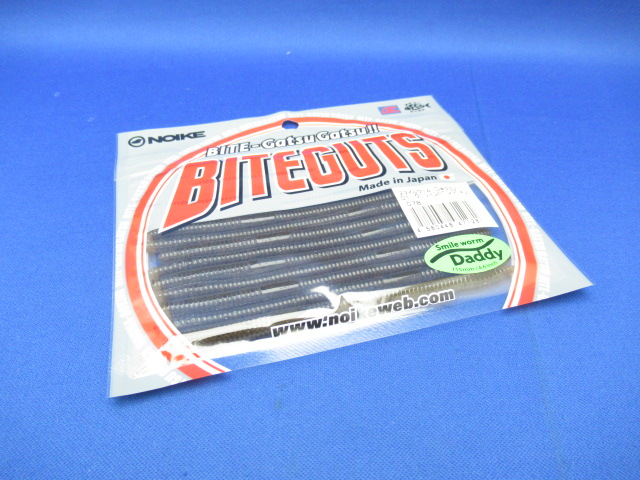 NOIKE
BITE-Gatsu Gatsu!!
BITEGUTS
Made in Japan
Smile worm
Daddy
www.noikeweb.com